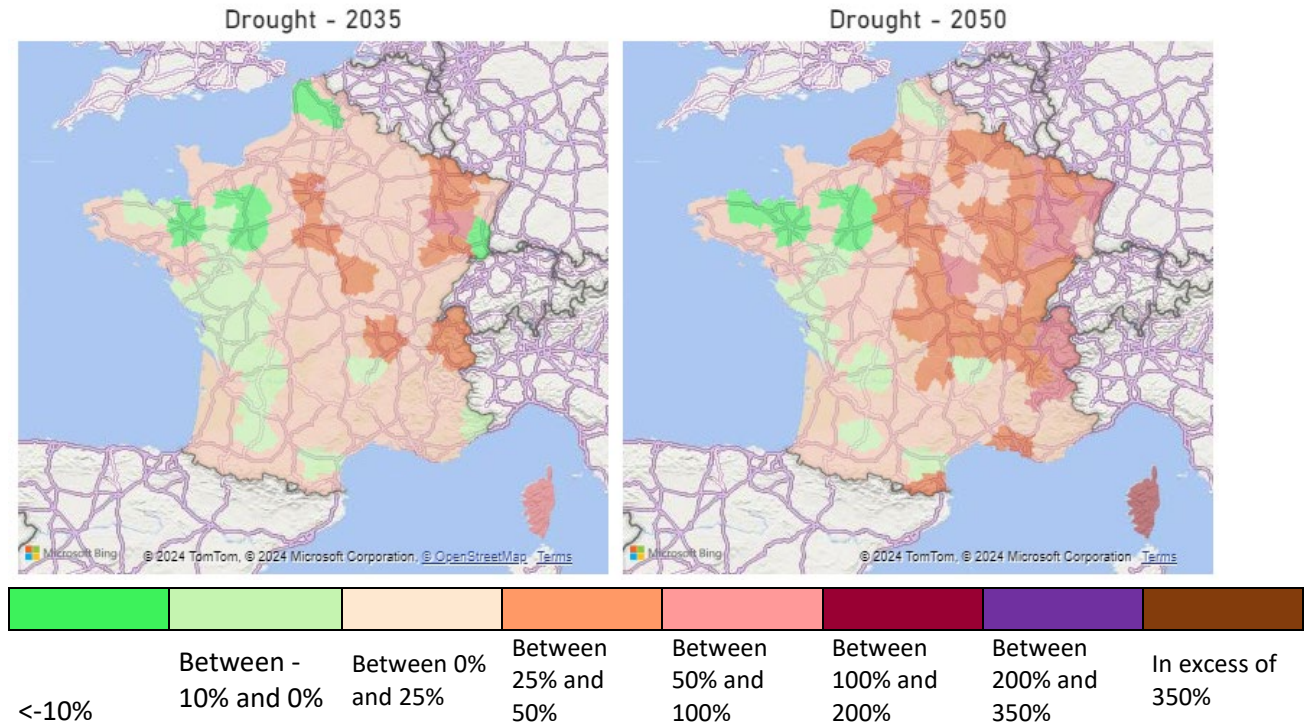 Drought - 2035
Drought - 2050
Microsoft Bing
© 2024 TomTom, © 2024 Microsoft Corporation, © OpenStreetMap Terms
Microsoft Bing
© 2024 TomTom, © 2024 Microsoft Corporation Terms
<-10%
Between -
10% and 0%
Between 0%
and 25%
Between
25% and
50%
Between
50% and
100%
Between
100% and
200%
Between
200% and
350%
In excess of
350%